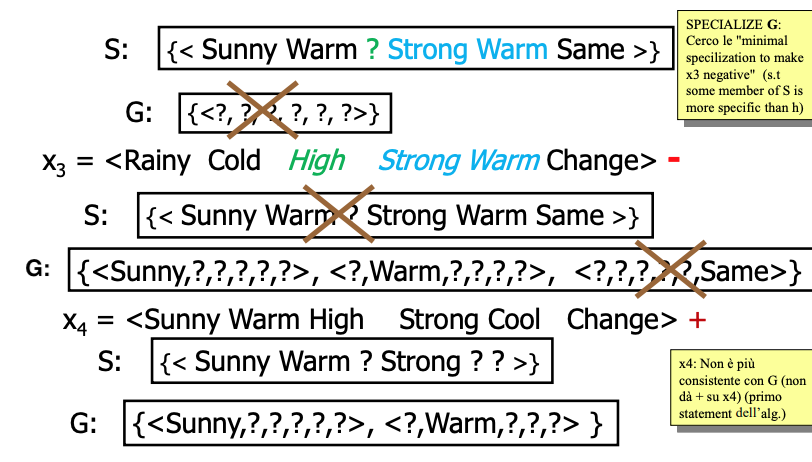 S: {< Sunny Warm ? Strong Warm Same >}
SPECIALIZE G:
Cerco le "minimal
specilization to make
x3 negative" (s.t
some member of S is
more specific than h)
G: {<?, ?, ?, ?, ?, ?>}
x3 = <Rainy Cold High Strong Warm Change> -
S: {< Sunny Warm ? Strong Warm Same >}
G: {<Sunny,?,?,?,?,?>, <?,Warm,?,?,?,?>, <?,?,?,?,?,Same>}
x4 = <Sunny Warm High Strong Cool Change> +
S: {< Sunny Warm ? Strong ? ? >}
x4: Non è più
consistente con G (non
dà + su x4) (primo
statement dell'alg.)
G: {<Sunny,?,?,?,?,?>, <?,Warm,?,?,?> }